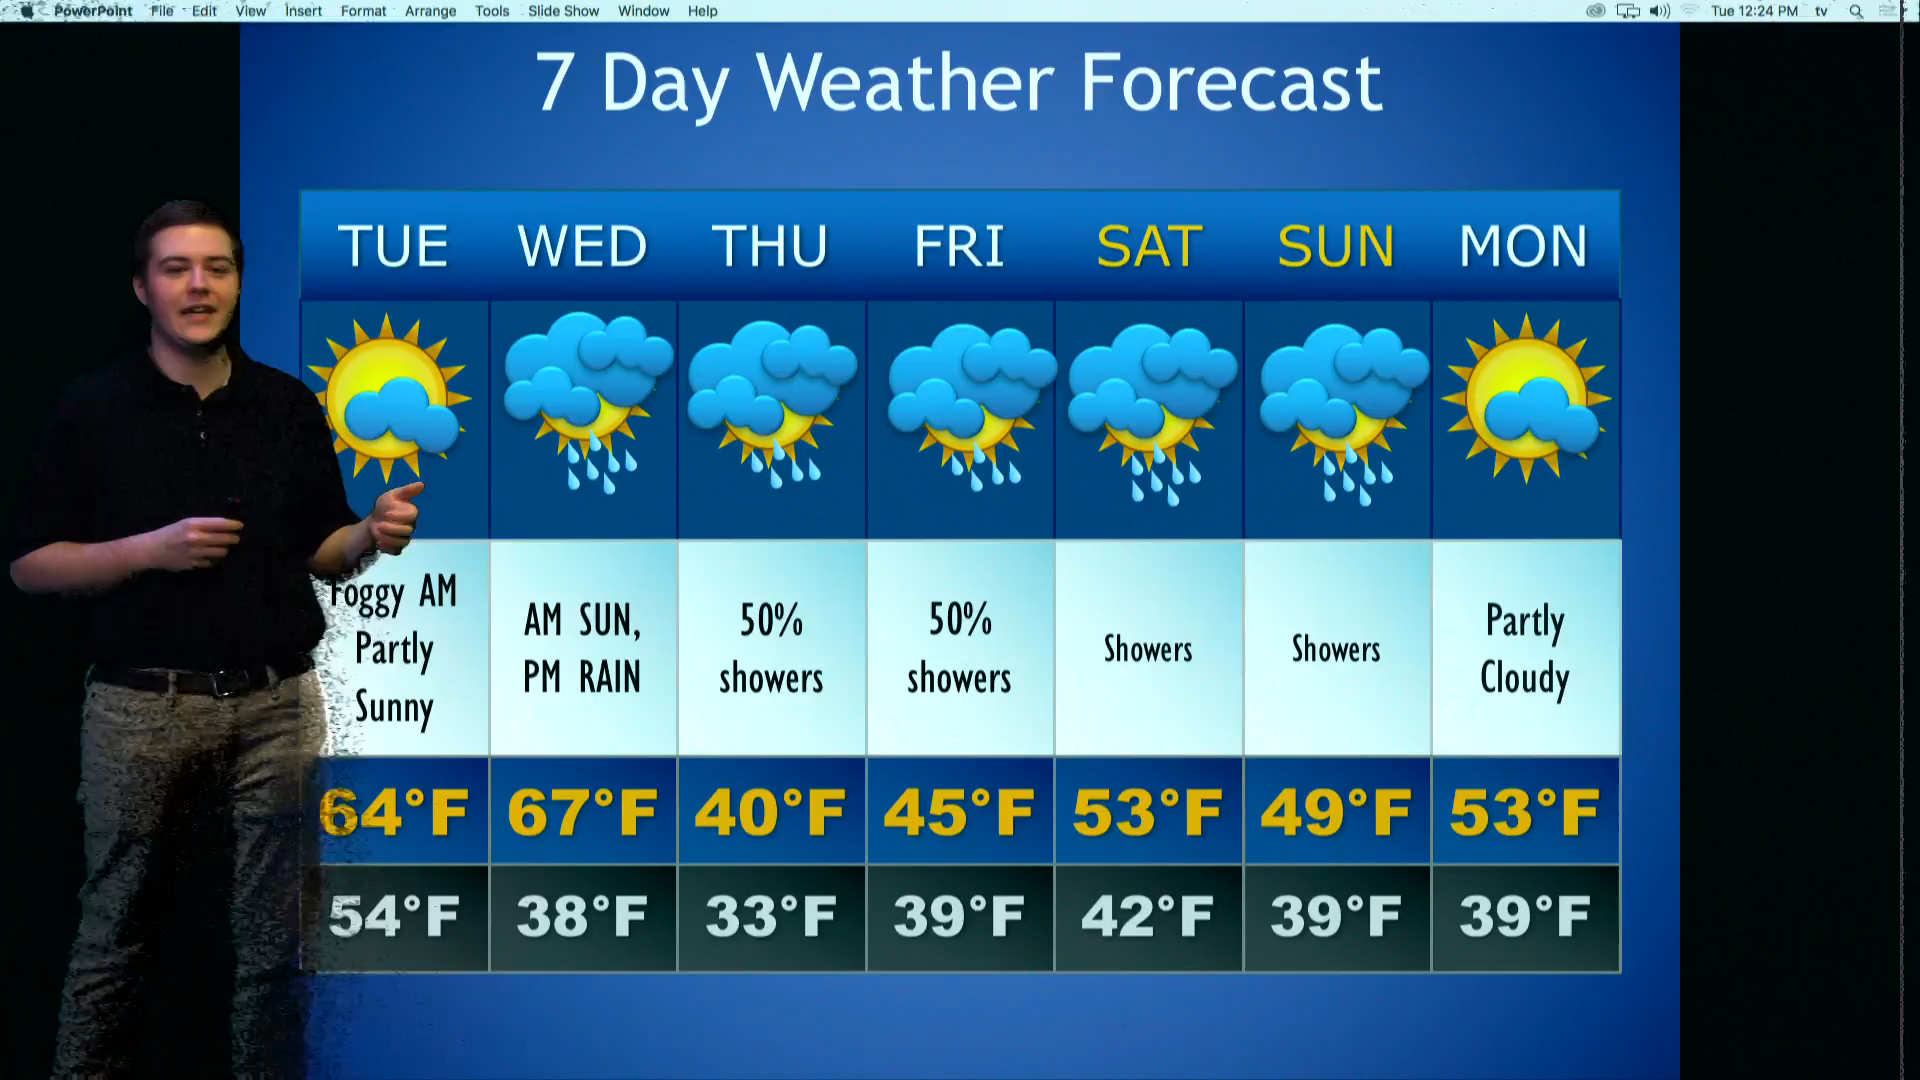 PowerPoint File Edit View Insert Format Arrange Tools Slide Show Window Help Tue 12:24 PM tv
7 Day Weather Forecast
TUE WED THU FRI SAT SUN MON
Foggy AM
Partly
Sunny
AM SUN,
PM RAIN
50%
showers
50%
showers
Showers
Showers
Partly
Cloudy
64°F 67°F 40°F 45°F 53°F 49°F 53°F
54°F 38°F 33°F 39°F 42°F 39°F 39°F